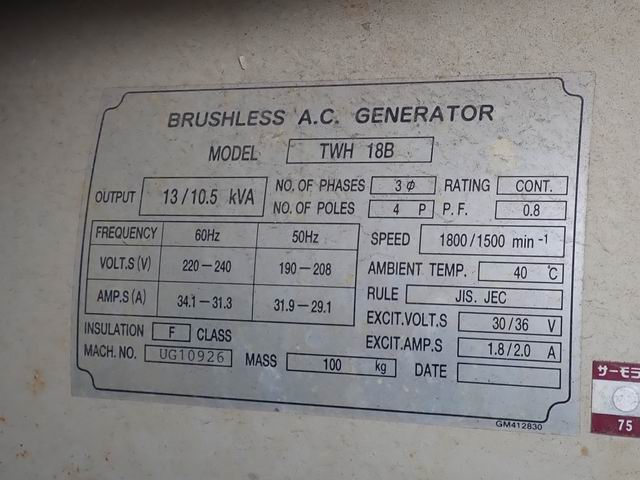 BRUSHLESS A.C. GENERATOR
MODEL TWH 18B
OUTPUT 13/10.5 kVA NO. OF PHASES 3φ RATING CONT.
NO. OF POLES 4 P P.F. 0.8
FREQUENCY 60Hz 50Hz SPEED 1800/1500 min⁻¹
VOLT.S (V) 220-240 190-208 AMBIENT TEMP. 40 ℃
AMP.S (A) 34.1-31.3 31.9-29.1 RULE JIS. JEC
EXCIT.VOLT.S 30/36 V
INSULATION F CLASS EXCIT.AMP.S 1.8/2.0 A
MACH. NO. UG10926 MASS 100 kg DATE
GM412830
サーモラ
75